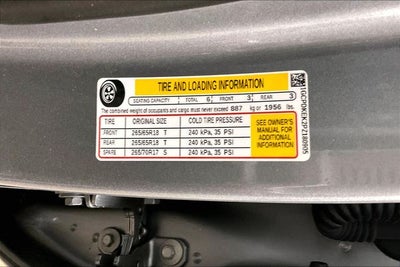 TIRE AND LOADING INFORMATION
SEATING CAPACITY TOTAL 6 FRONT 3 REAR 3
The combined weight of occupants and cargo must never exceed 887 kg or 1956 lbs.
TIRE ORIGINAL SIZE COLD TIRE PRESSURE
FRONT 265/65R18 T 240 kPa, 35 PSI
REAR 265/65R18 T 240 kPa, 35 PSI
SPARE 265/70R17 S 240 kPa, 35 PSI
SEE OWNER'S
MANUAL FOR
ADDITIONAL
INFORMATION